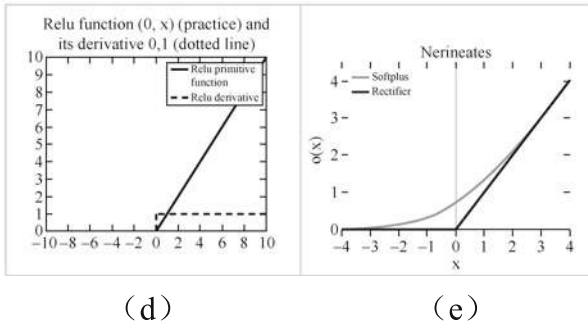 Relu function (0, x) (practice) and
its derivative 0,1 (dotted line)
10
9
8
7
6
5
4
3
2
1
0
Relu primitive
function
Relu derivative
−10 −8 −6 −4 −2 0 2 4 6 8 10
(d)
Nerineates
Softplus
Rectifier
4
3
2
1
0
o(x)
−4 −3 −2 −1 0 1 2 3 4
x
(e)